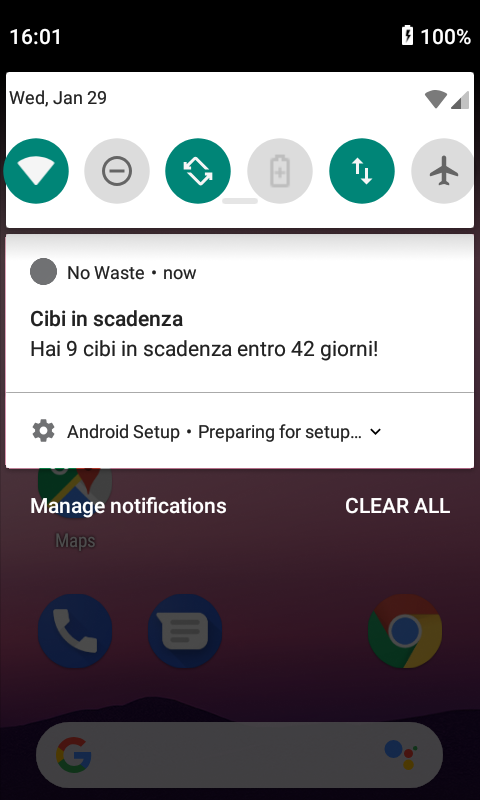 16:01
100%
Wed, Jan 29
No Waste • now
Cibi in scadenza
Hai 9 cibi in scadenza entro 42 giorni!
Android Setup • Preparing for setup…
Manage notifications
CLEAR ALL
Maps